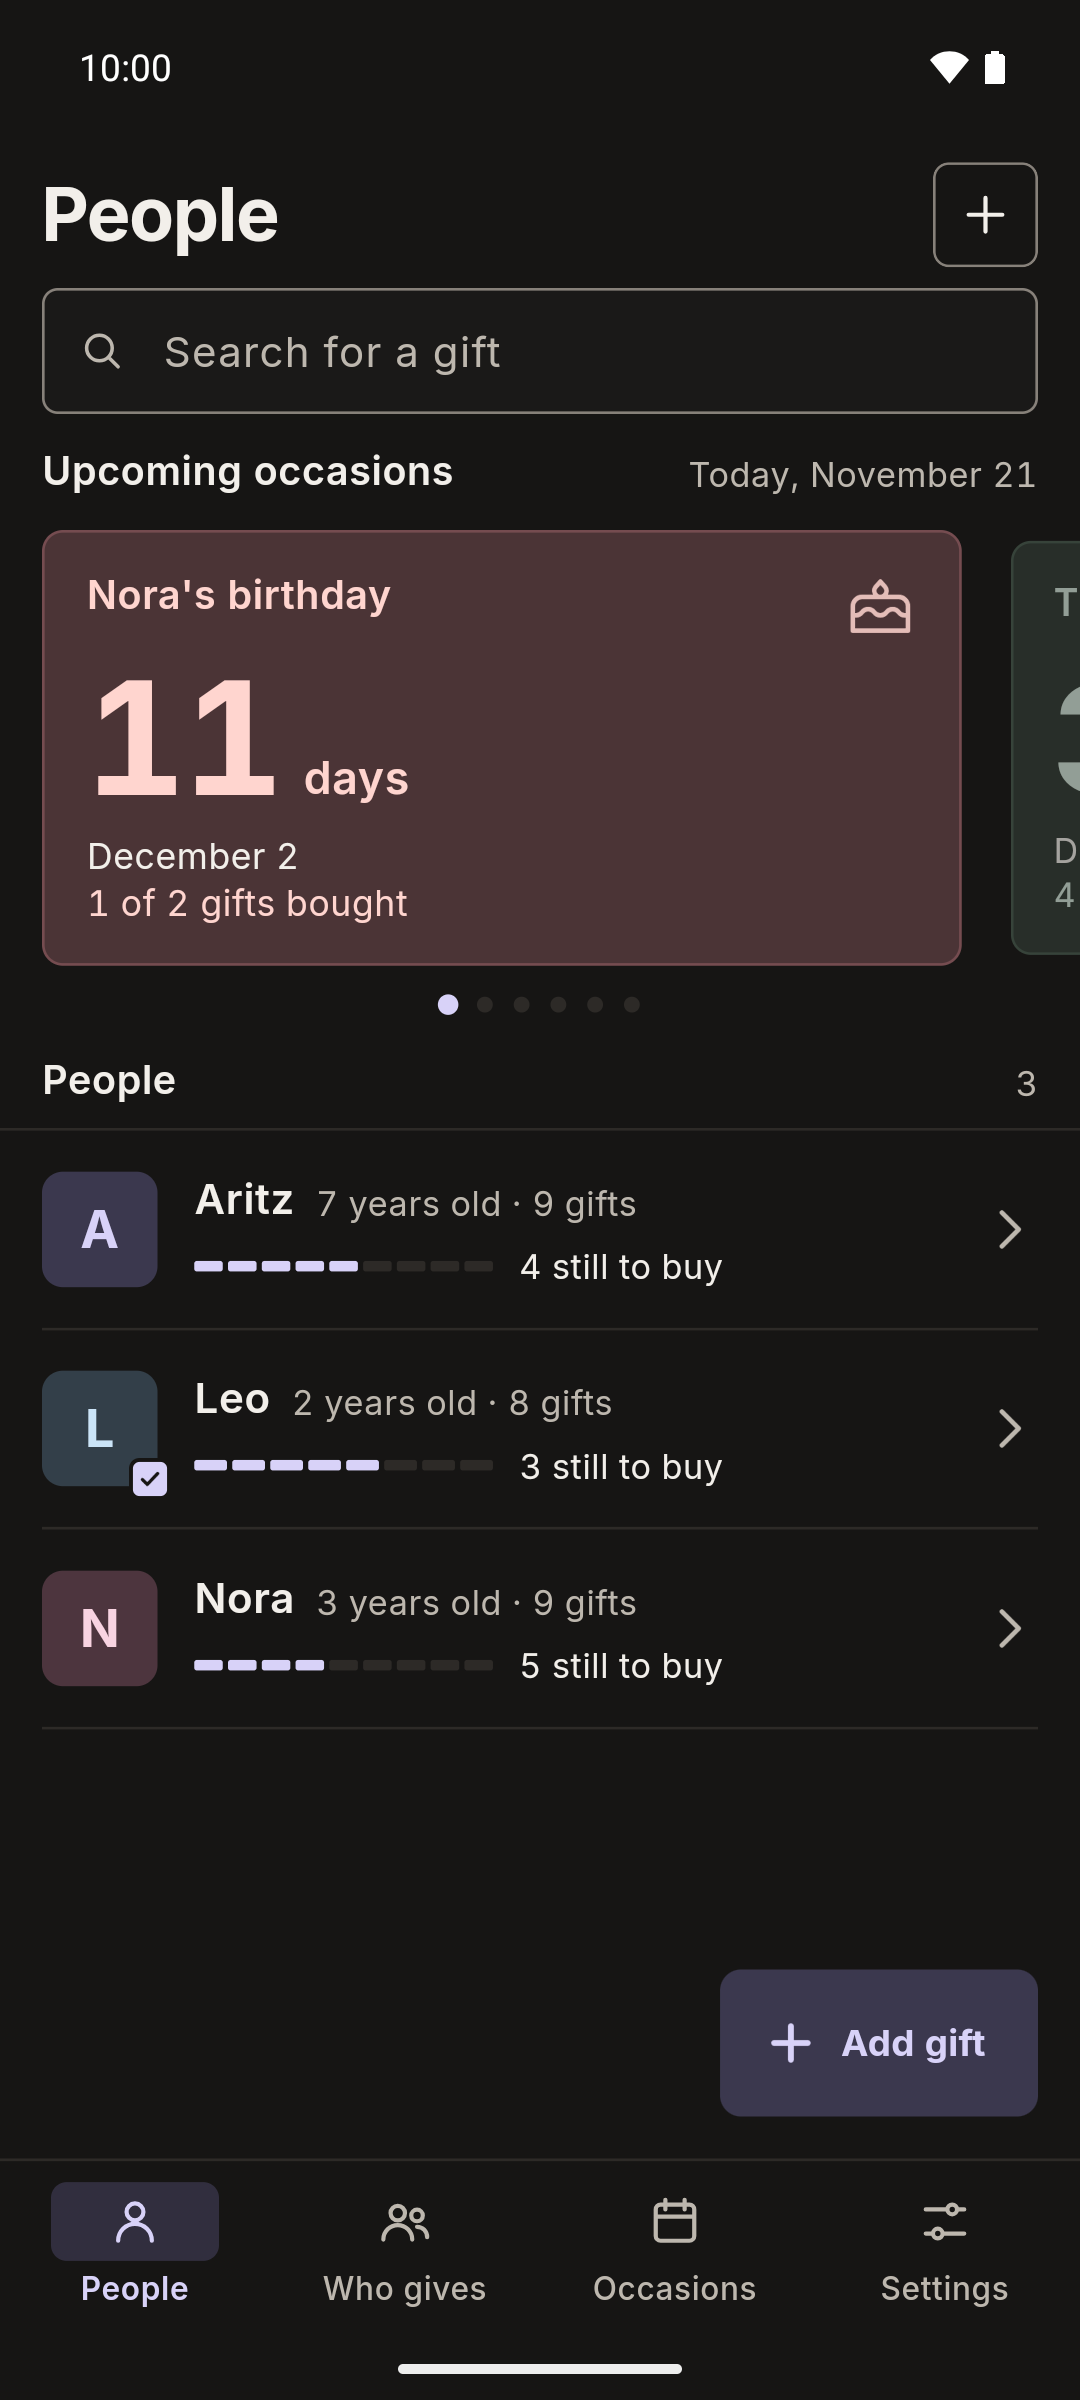 10:00
People
Search for a gift
Upcoming occasions
Today, November 21
Nora's birthday
11 days
December 2
1 of 2 gifts bought
T
D
4
People
3
A
Aritz 7 years old · 9 gifts
4 still to buy
L
Leo 2 years old · 8 gifts
3 still to buy
N
Nora 3 years old · 9 gifts
5 still to buy
Add gift
People
Who gives
Occasions
Settings